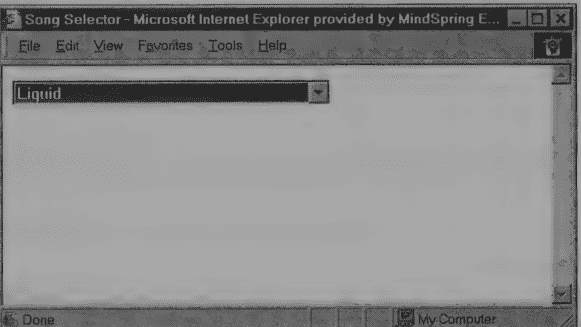 Song Selector - Microsoft Internet Explorer provided by MindSpring E...
File Edit View Favorites Tools Help
Liquid
Done My Computer